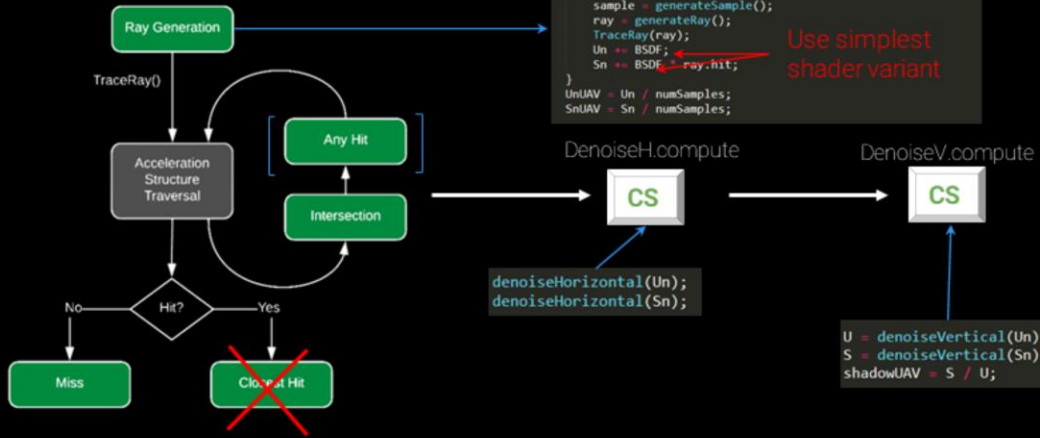 Ray Generation
TraceRay()
Acceleration
Structure
Traversal
Any Hit
Intersection
Hit?
No
Yes
Miss
Closest Hit
sample = generateSample();
ray = generateRay();
TraceRay(ray);
Un += BSDF;
Sn += BSDF * ray.hit;
}
UnUAV = Un / numSamples;
SnUAV = Sn / numSamples;
Use simplest
shader variant
DenoiseH.compute
CS
denoiseHorizontal(Un);
denoiseHorizontal(Sn);
DenoiseV.compute
CS
U = denoiseVertical(Un)
S = denoiseVertical(Sn)
shadowUAV = S / U;